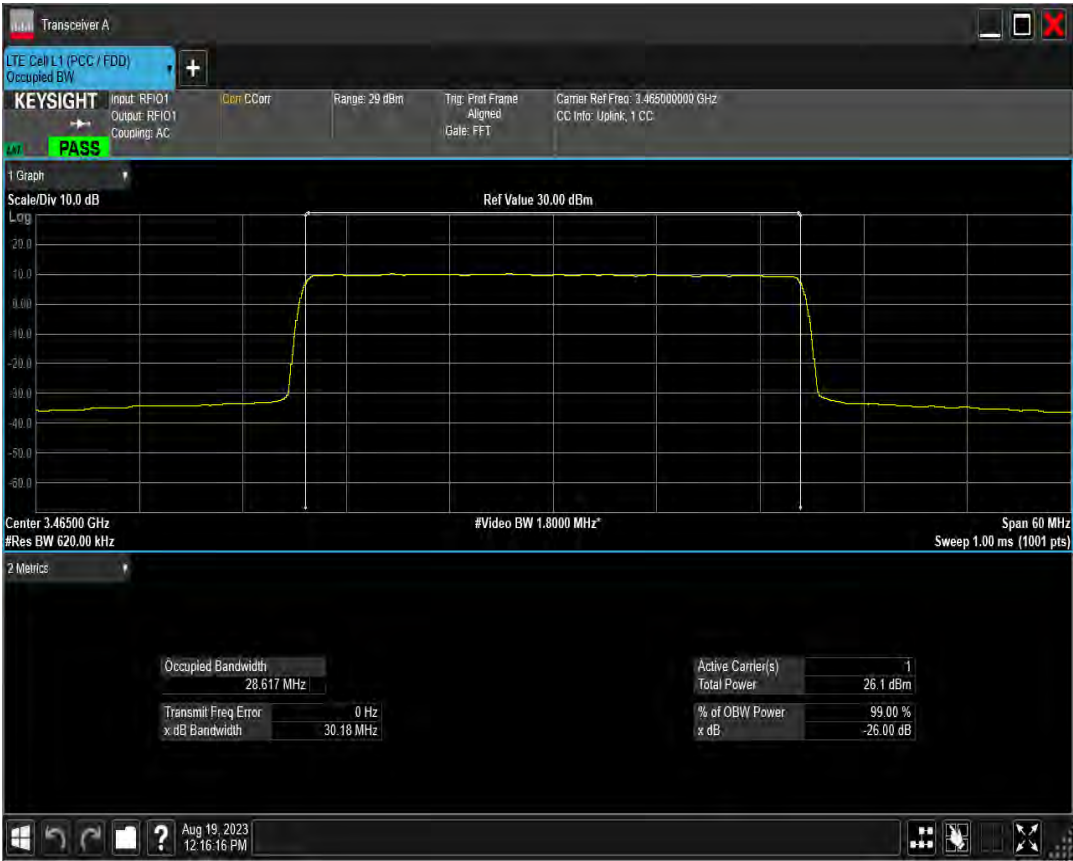 Transceiver A
LTE Cell L1 (PCC / FDD)
Occupied BW
+
KEYSIGHT
Input: RFIO1
Output: RFIO1
Coupling: AC
Corr CCorr
Range: 29 dBm
Trig: Prot Frame
Aligned
Gate: FFT
Carrier Ref Freq: 3.465000000 GHz
CC Info: Uplink, 1 CC
PASS
1 Graph
Scale/Div 10.0 dB
Ref Value 30.00 dBm
Log
20.0
10.0
0.00
-10.0
-20.0
-30.0
-40.0
-50.0
-60.0
Center 3.46500 GHz
#Video BW 1.8000 MHz*
Span 60 MHz
#Res BW 620.00 kHz
Sweep 1.00 ms (1001 pts)
2 Metrics
Occupied Bandwidth
28.617 MHz
Transmit Freq Error 0 Hz
x dB Bandwidth 30.18 MHz
Active Carrier(s) 1
Total Power 26.1 dBm
% of OBW Power 99.00 %
x dB -26.00 dB
?
Aug 19, 2023
12:16:16 PM